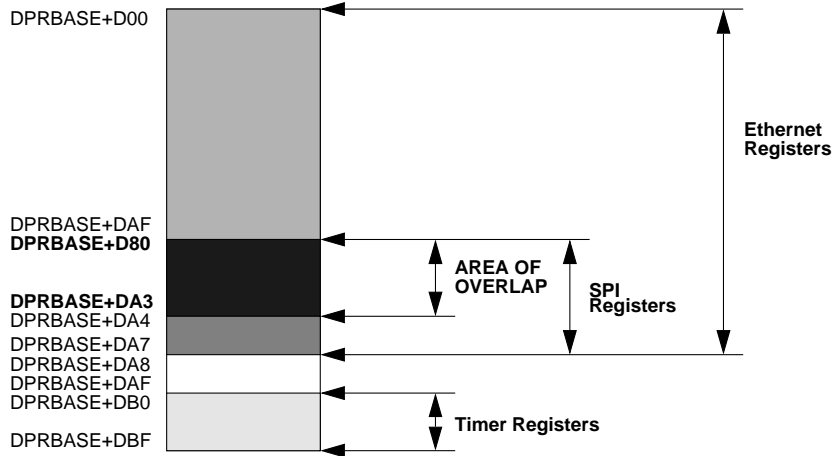 DPRBASE+D00
Ethernet
Registers
DPRBASE+DAF
DPRBASE+D80
AREA OF
OVERLAP
SPI
Registers
DPRBASE+DA3
DPRBASE+DA4
DPRBASE+DA7
DPRBASE+DA8
DPRBASE+DAF
DPRBASE+DB0
Timer Registers
DPRBASE+DBF